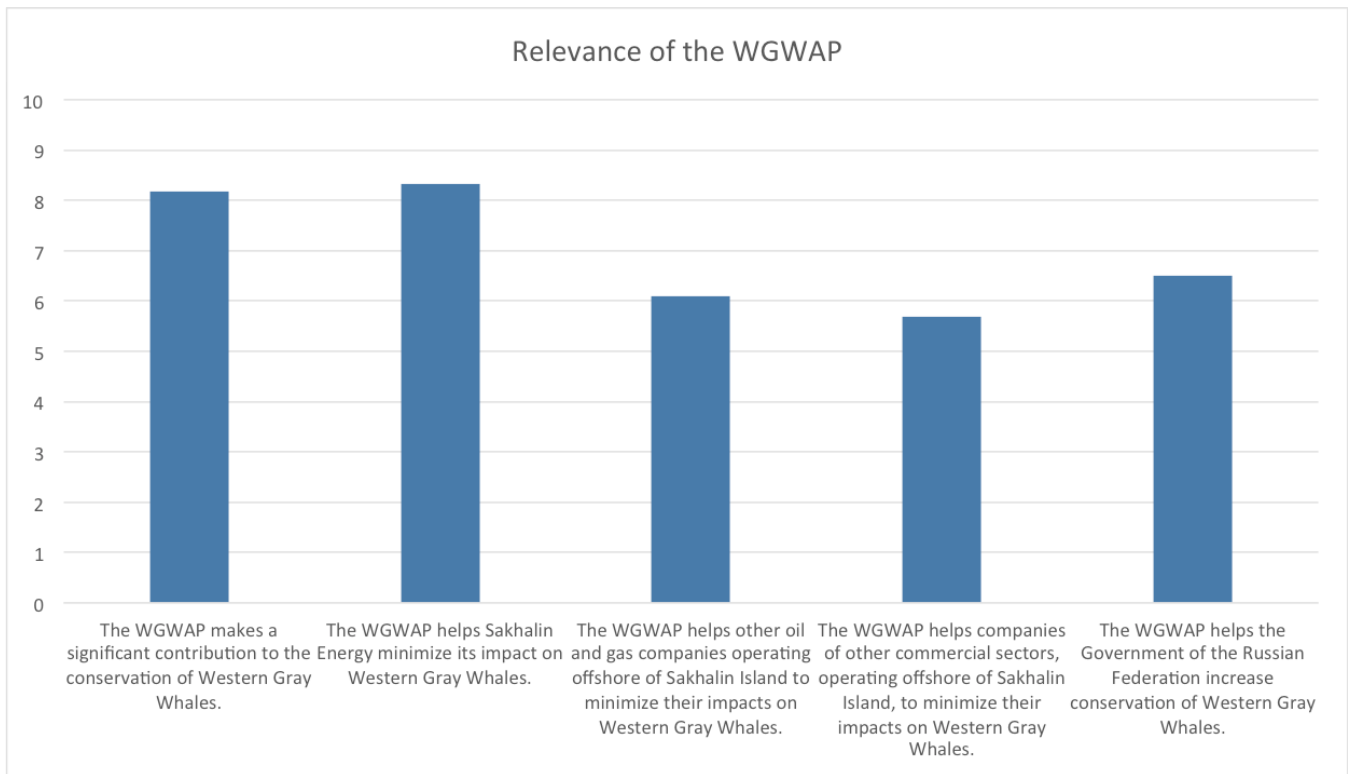 Relevance of the WGWAP
10
9
8
7
6
5
4
3
2
1
0
The WGWAP makes a
significant contribution to the
conservation of Western Gray
Whales.
The WGWAP helps Sakhalin
Energy minimize its impact on
Western Gray Whales.
The WGWAP helps other oil
and gas companies operating
offshore of Sakhalin Island to
minimize their impacts on
Western Gray Whales.
The WGWAP helps companies
of other commercial sectors,
operating offshore of Sakhalin
Island, to minimize their
impacts on Western Gray
Whales.
The WGWAP helps the
Government of the Russian
Federation increase
conservation of Western Gray
Whales.